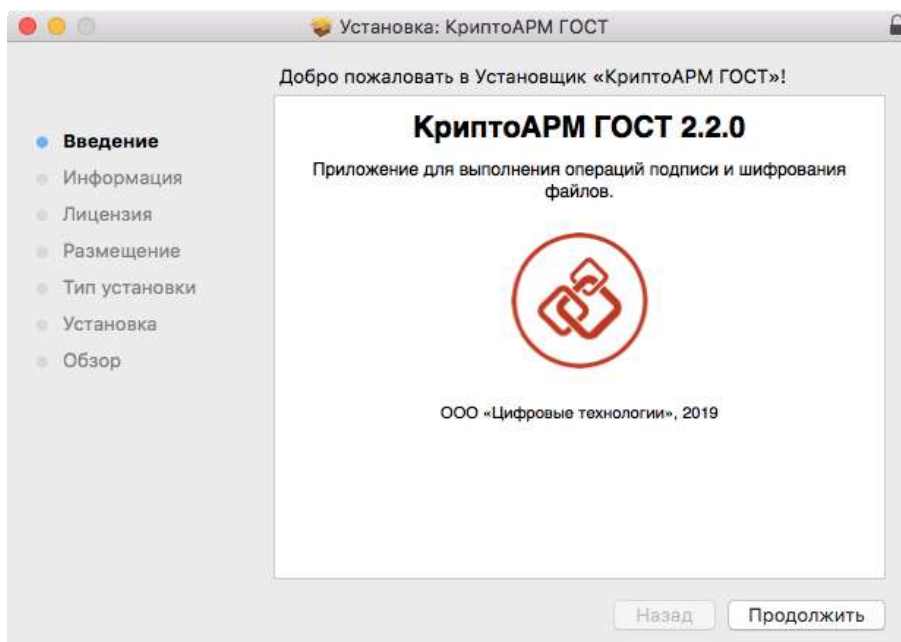 Установка: КриптоАРМ ГОСТ
Добро пожаловать в Установщик «КриптоАРМ ГОСТ»!
Введение
Информация
Лицензия
Размещение
Тип установки
Установка
Обзор
КриптоАРМ ГОСТ 2.2.0
Приложение для выполнения операций подписи и шифрования
файлов.
ООО «Цифровые технологии», 2019
Назад
Продолжить